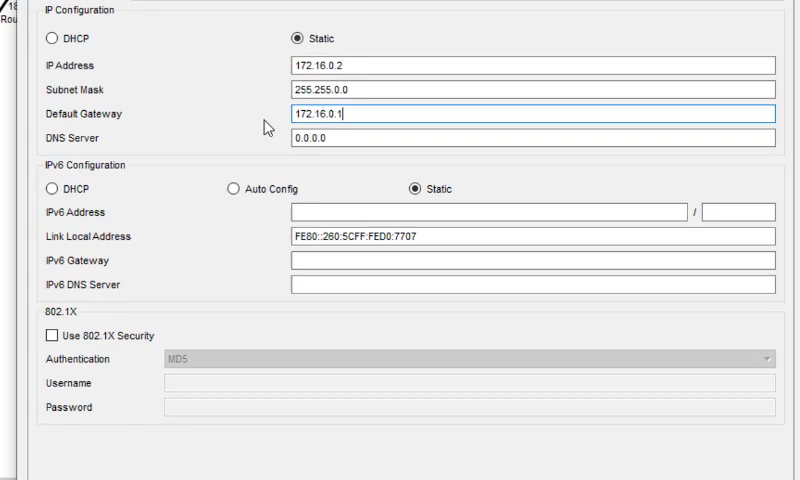 18
Rou
IP Configuration
DHCP Static
IP Address 172.16.0.2
Subnet Mask 255.255.0.0
Default Gateway 172.16.0.1
DNS Server 0.0.0.0
IPv6 Configuration
DHCP Auto Config Static
IPv6 Address /
Link Local Address FE80::260:5CFF:FED0:7707
IPv6 Gateway
IPv6 DNS Server
802.1X
Use 802.1X Security
Authentication MD5
Username
Password